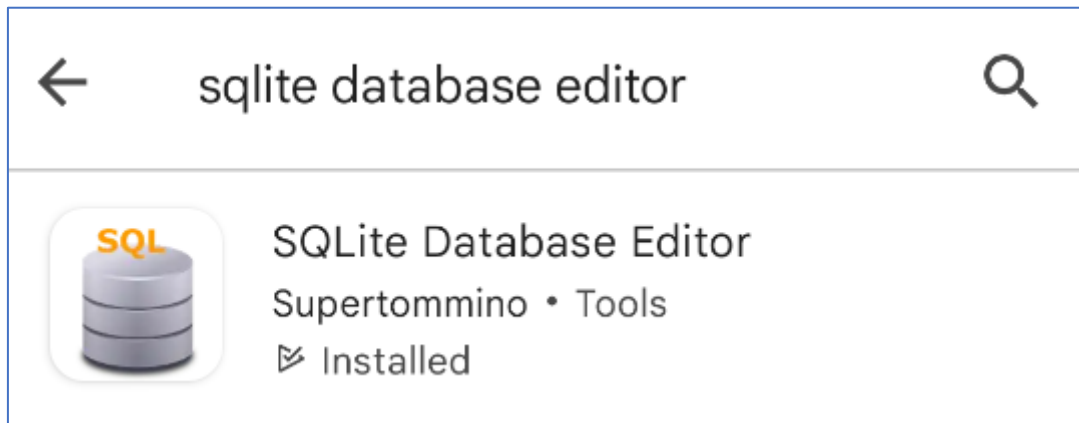 sqlite database editor
SQL
SQLite Database Editor
Supertommino • Tools
Installed